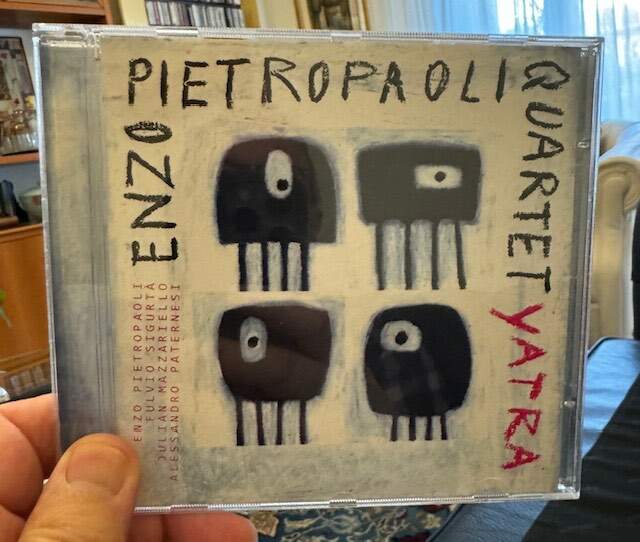 ENZO
PIETROPAOLI
QUARTET
YATRA
ENZO PIETROPAOLI
FULVIO SIGURTÀ
JULIAN MAZZARIELLO
ALESSANDRO PATERNESI